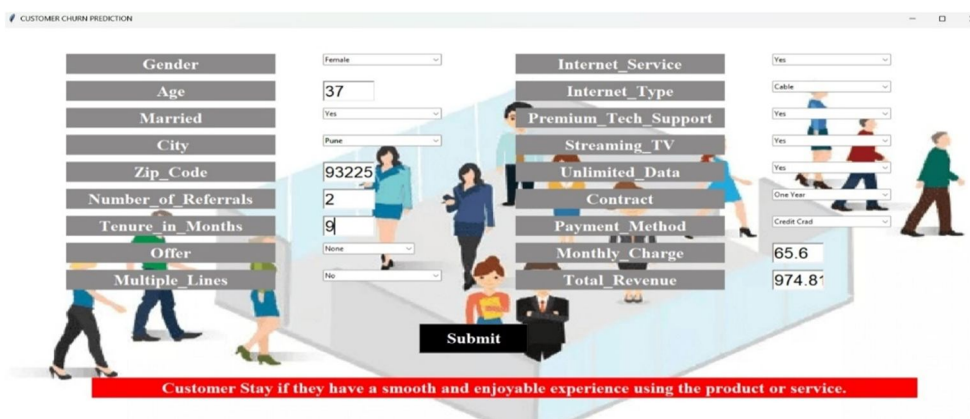 CUSTOMER CHURN PREDICTION
Gender Female Internet_Service Yes
Age 37 Internet_Type Cable
Married Yes Premium_Tech_Support Yes
City Pune Streaming_TV Yes
Zip_Code 93225 Unlimited_Data Yes
Number_of_Referrals 2 Contract One Year
Tenure_in_Months 9 Payment_Method Credit Crad
Offer None Monthly_Charge 65.6
Multiple_Lines No Total_Revenue 974.81
Submit
Customer Stay if they have a smooth and enjoyable experience using the product or service.